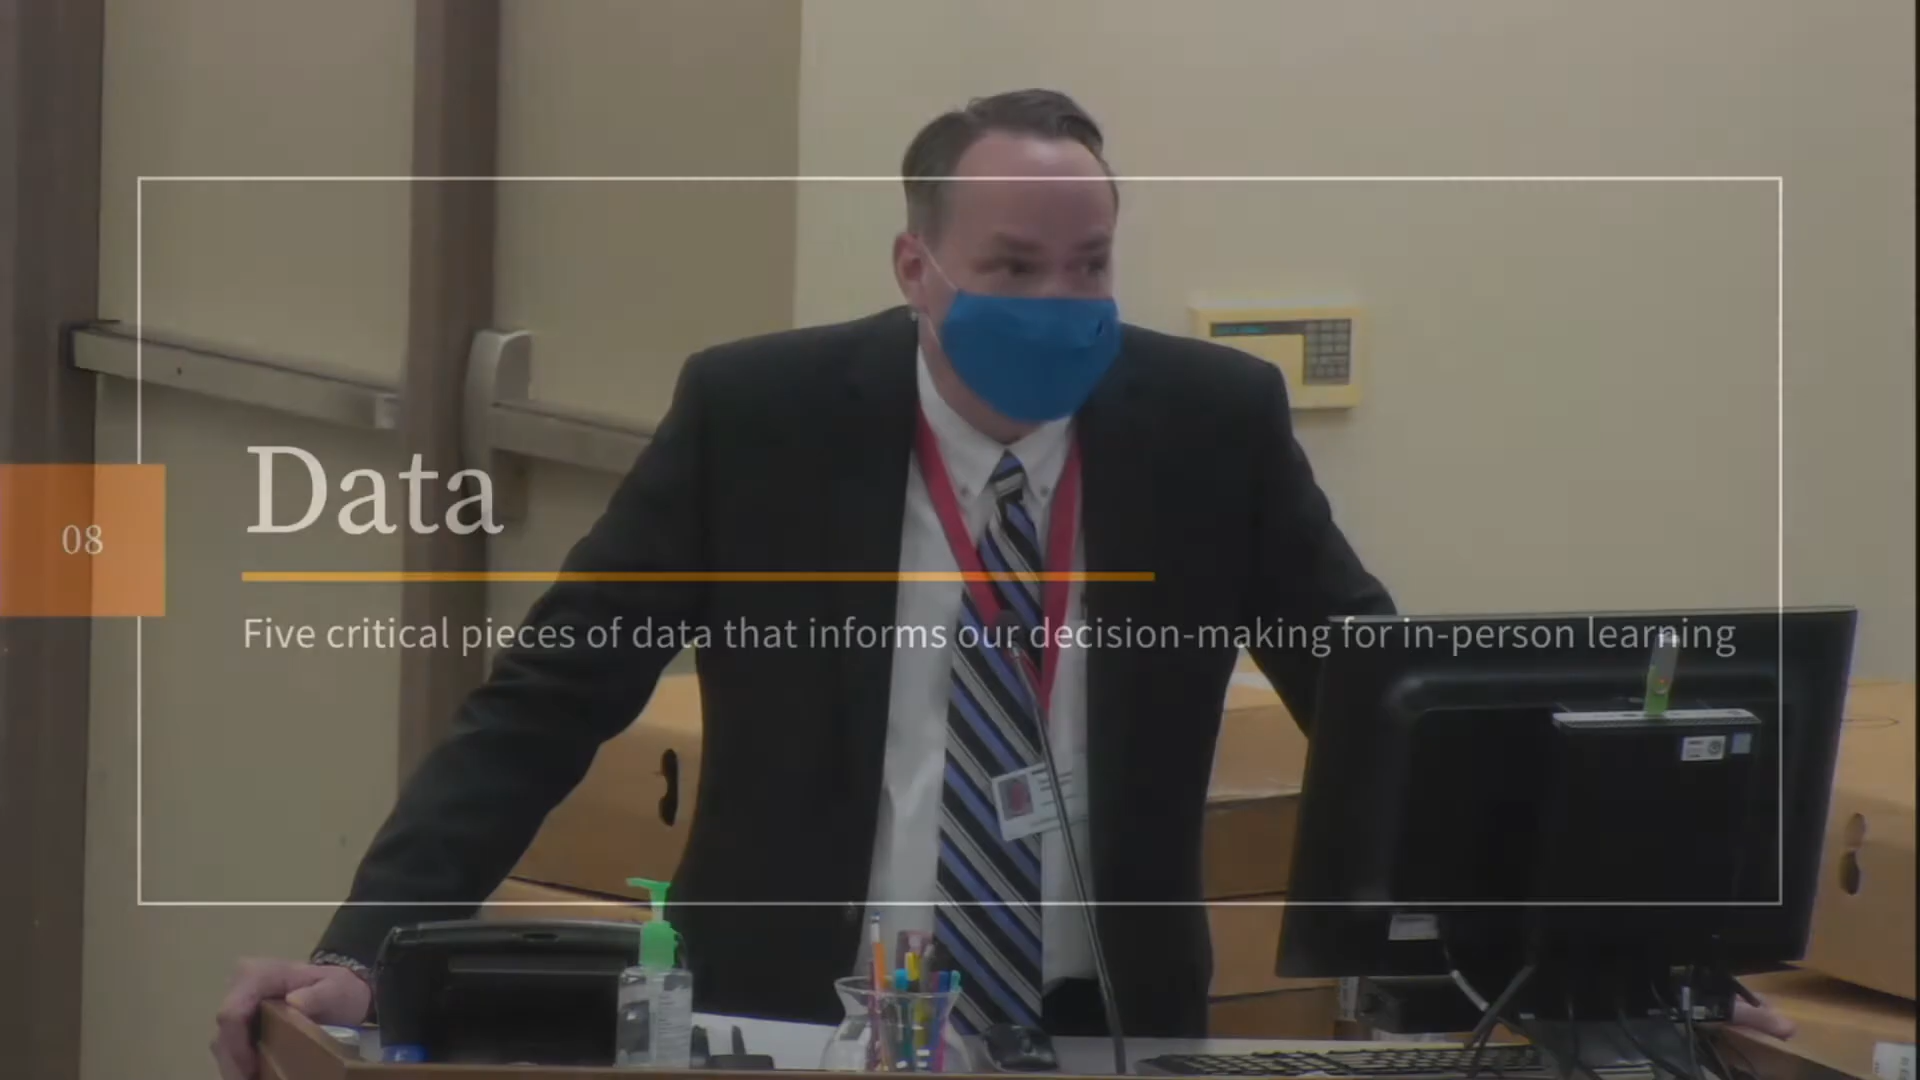 Data
08
Five critical pieces of data that informs our decision-making for in-person learning